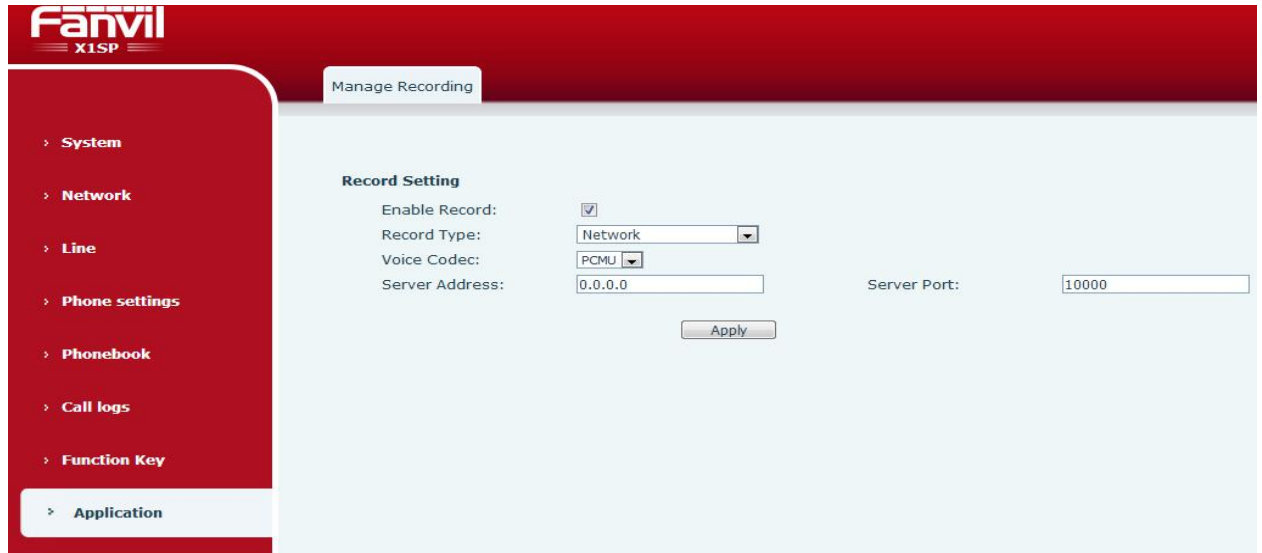 Fanvil
X1SP
Manage Recording
System
Network
Line
Phone settings
Phonebook
Call logs
Function Key
Application
Record Setting
Enable Record:
Record Type: Network
Voice Codec: PCMU
Server Address: 0.0.0.0 Server Port: 10000
Apply